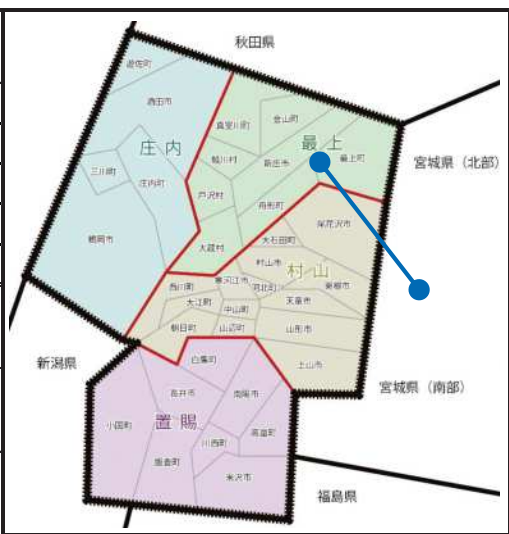 秋田県
遊佐町
酒田市
真室川町
金山町
最上
庄内
鮭川村
新庄市
最上町
宮城県（北部）
三川町
庄内町
戸沢村
舟形町
鶴岡市
大蔵村
大石田町
尾花沢市
村山市
村山
西川町
寒河江市
河北町
東根市
大江町
天童市
中山町
朝日町
山辺町
山形市
白鷹町
上山市
新潟県
宮城県（南部）
長井市
南陽市
小国町
置賜
川西町
高畠町
飯豊町
米沢市
福島県